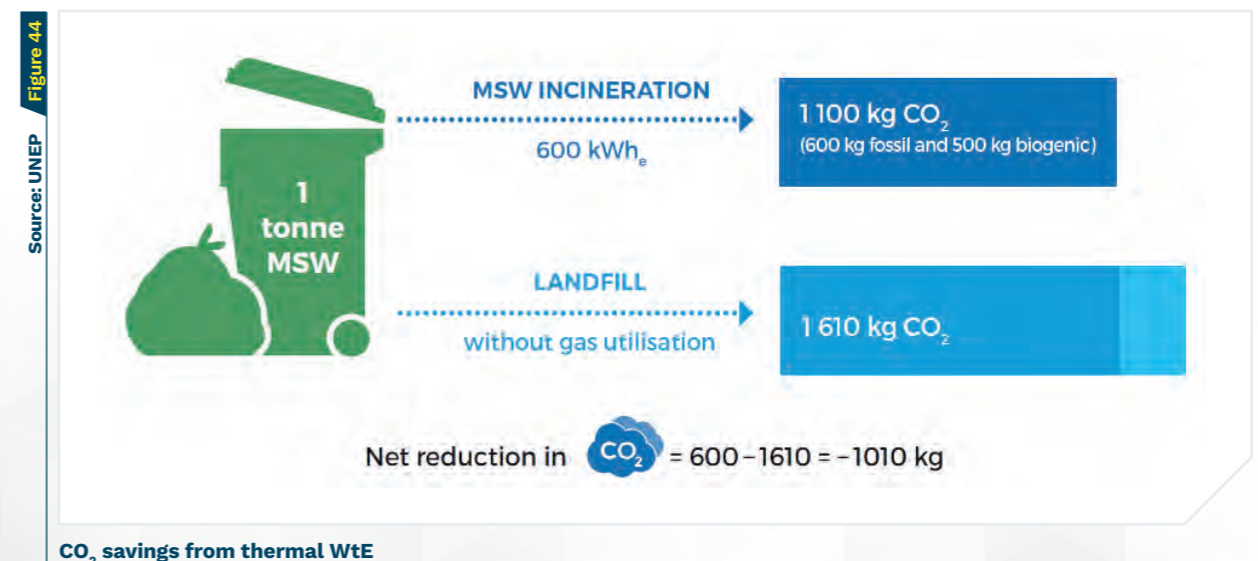 Figure 44
Source: UNEP
1
tonne
MSW
MSW INCINERATION
600 kWhₑ
1 100 kg CO₂
(600 kg fossil and 500 kg biogenic)
LANDFILL
without gas utilisation
1 610 kg CO₂
Net reduction in CO₂ = 600 – 1610 = –1010 kg
CO₂ savings from thermal WtE